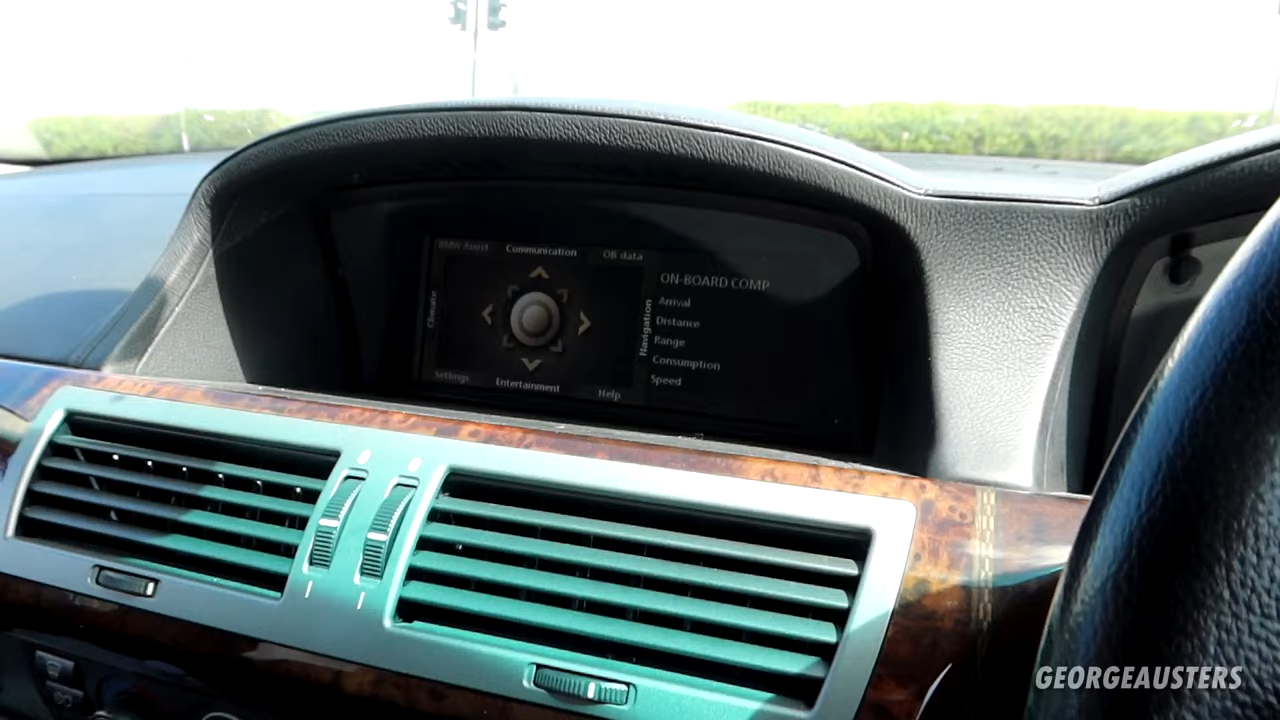 BMW Assist Communication OB data
Climate
Navigation
Settings Entertainment Help
ON-BOARD COMP
Arrival
Distance
Range
Consumption
Speed
GEORGEAUSTERS